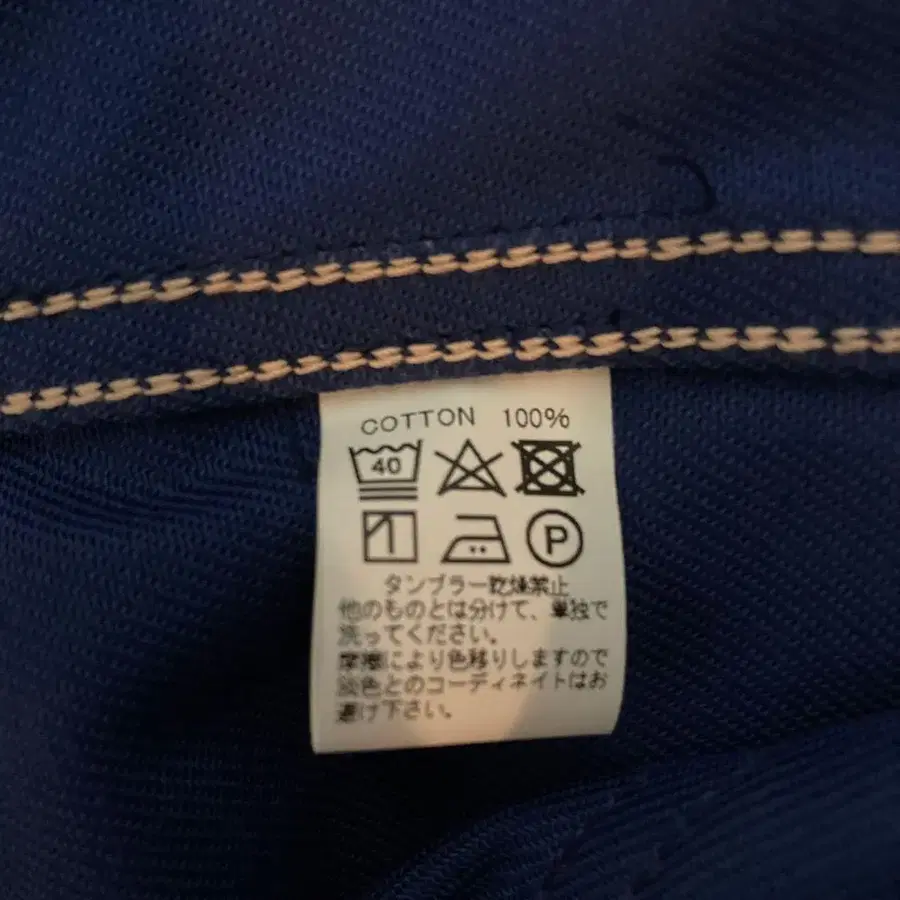 COTTON 100%
40
P
タンブラー乾燥禁止
他のものとは分けて、単独で
洗ってください。
摩擦により色移りしますので
淡色とのコーディネイトはお
避け下さい。